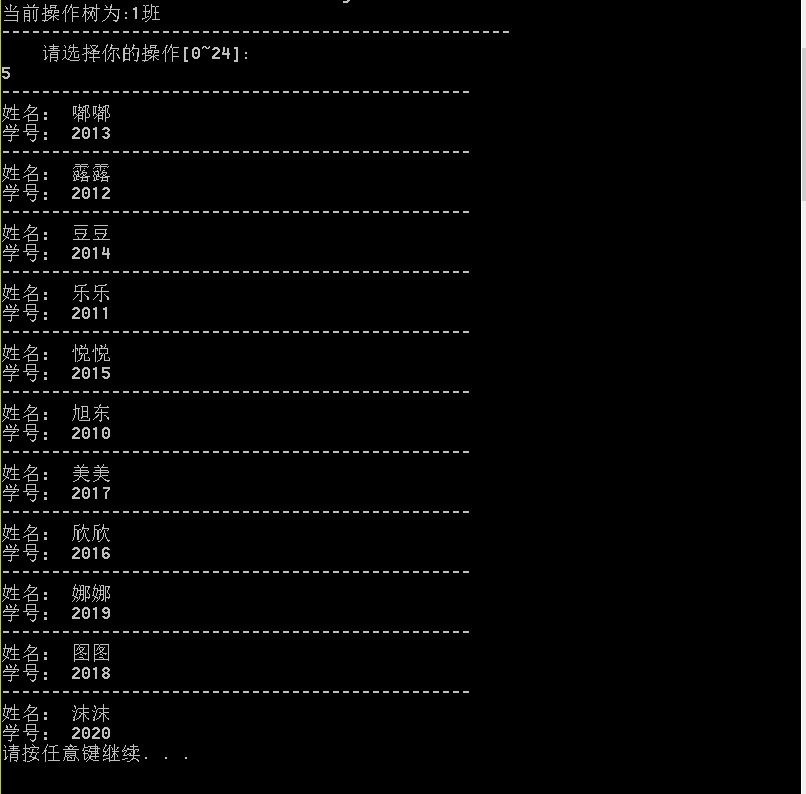 当前操作树为:1班
---------------------------------------------------
请选择你的操作[0~24]:
5
-----------------------------------------------
姓名： 嘟嘟
学号： 2013
-----------------------------------------------
姓名： 露露
学号： 2012
-----------------------------------------------
姓名： 豆豆
学号： 2014
-----------------------------------------------
姓名： 乐乐
学号： 2011
-----------------------------------------------
姓名： 悦悦
学号： 2015
-----------------------------------------------
姓名： 旭东
学号： 2010
-----------------------------------------------
姓名： 美美
学号： 2017
-----------------------------------------------
姓名： 欣欣
学号： 2016
-----------------------------------------------
姓名： 娜娜
学号： 2019
-----------------------------------------------
姓名： 图图
学号： 2018
-----------------------------------------------
姓名： 沫沫
学号： 2020
请按任意键继续. . .